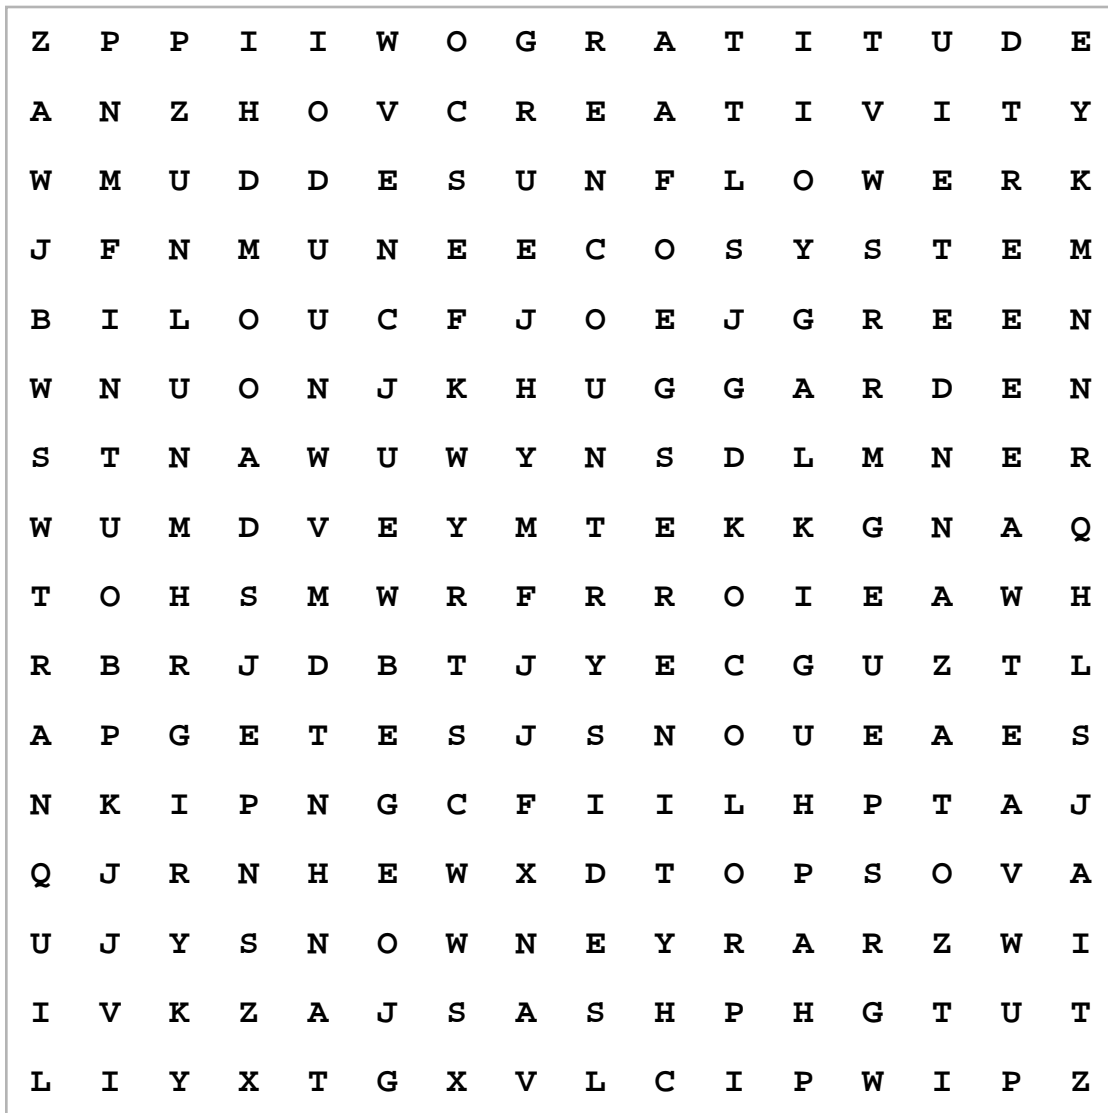 Z P P I I W O G R A T I T U D E
A N Z H O V C R E A T I V I T Y
W M U D D E S U N F L O W E R K
J F N M U N E E C O S Y S T E M
B I L O U C F J O E J G R E E N
W N U O N J K H U G G A R D E N
S T N A W U W Y N S D L M N E R
W U M D V E Y M T E K K G N A Q
T O H S M W R F R R O I E A W H
R B R J D B T J Y E C G U Z T L
A P G E T E S J S N O U E A E S
N K I P N G C F I I L H P T A J
Q J R N H E W X D T O P S O V A
U J Y S N O W N E Y R A R Z W I
I V K Z A J S A S H P H G T U T
L I Y X T G X V L C I P W I P Z